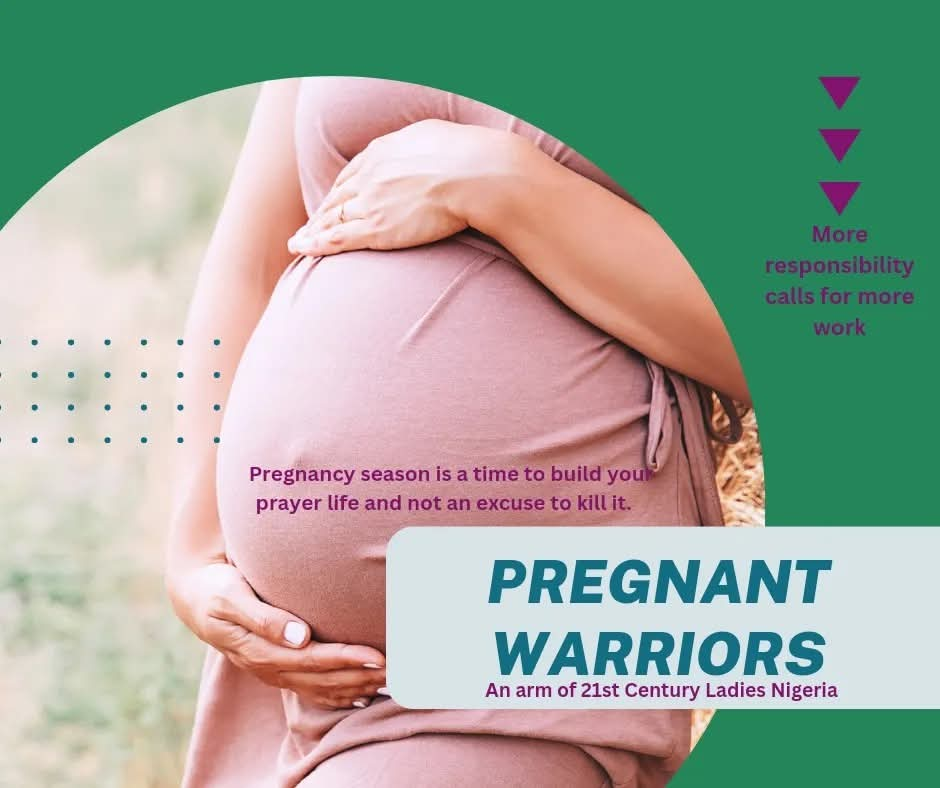 More
responsibility
calls for more
work
Pregnancy season is a time to build your
prayer life and not an excuse to kill it.
PREGNANT
WARRIORS
An arm of 21st Century Ladies Nigeria